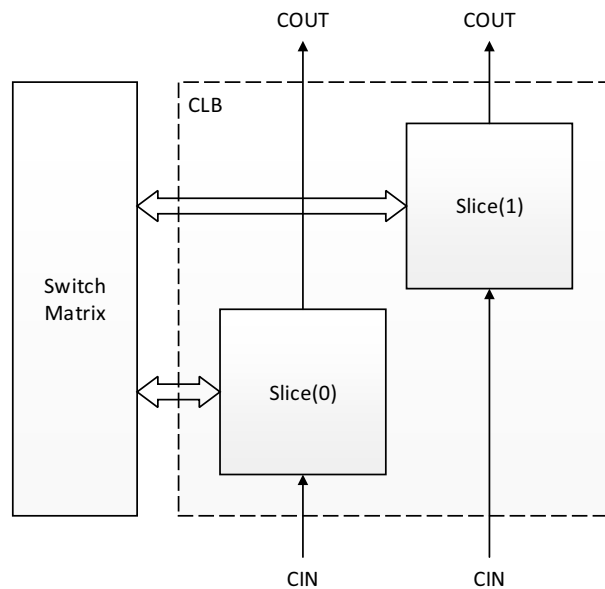 COUT
COUT
CLB
Slice(1)
Switch
Matrix
Slice(0)
CIN
CIN